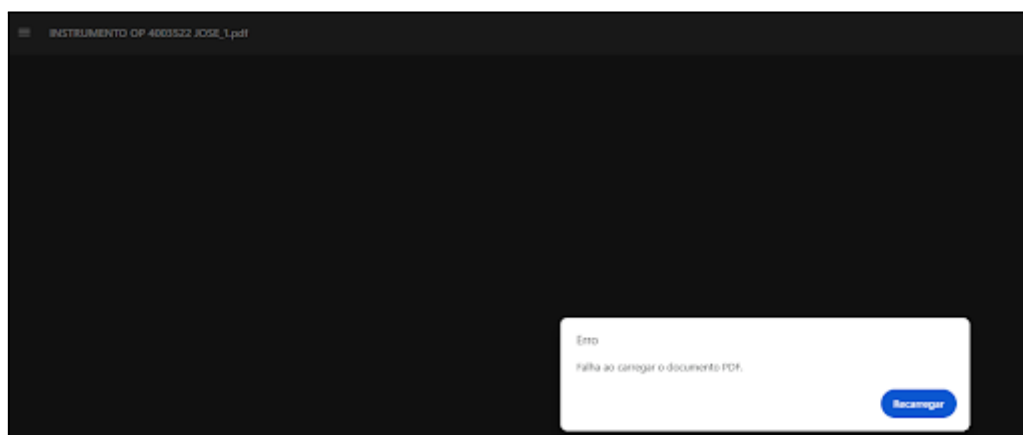 INSTRUMENTO OP 4003522 JOSE_1.pdf
Erro
Falha ao carregar o documento PDF.
Recarregar